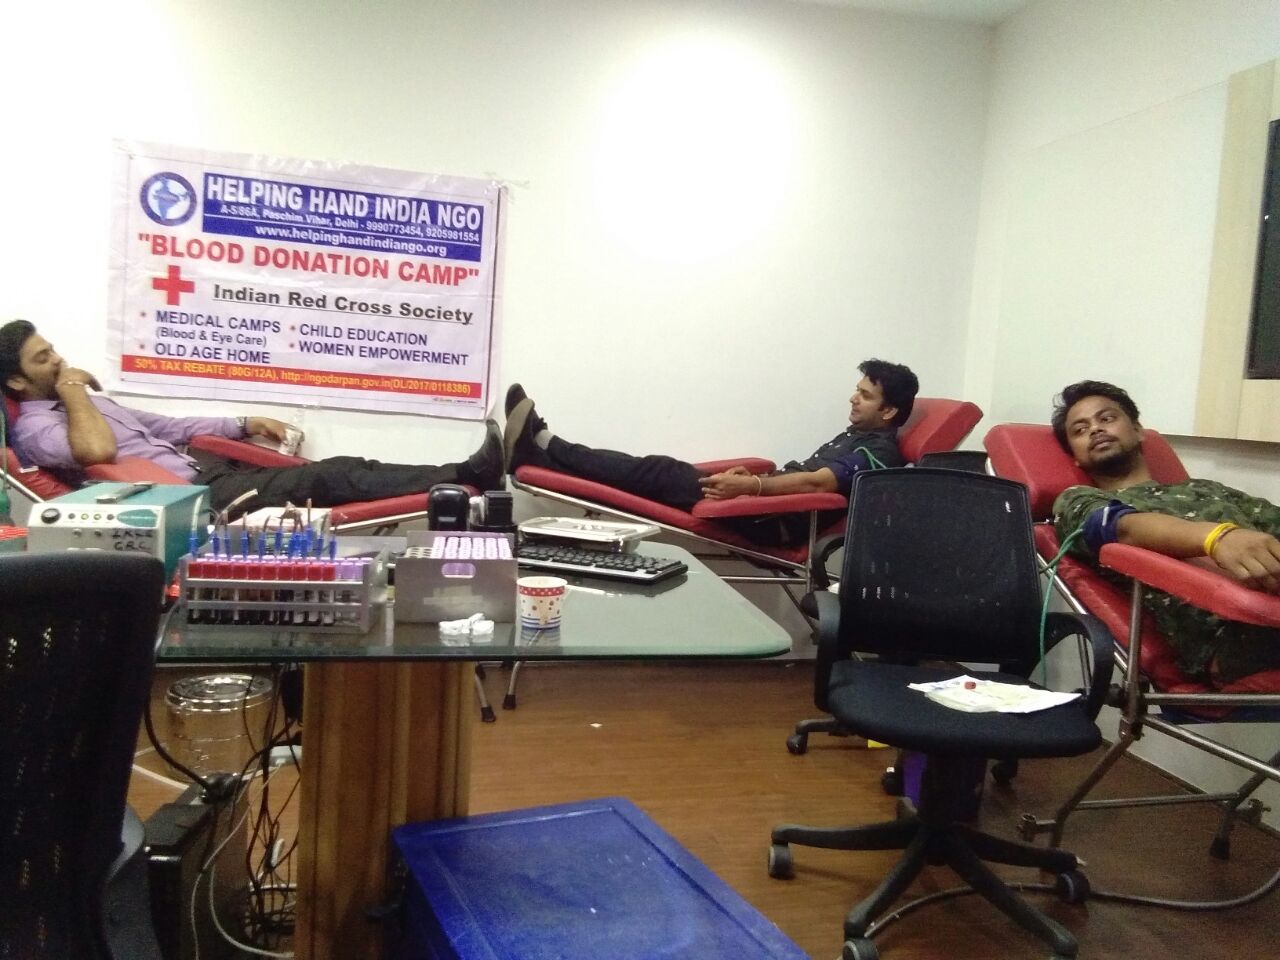 HELPING HAND INDIA NGO
A-5/86A, Paschim Vihar, Delhi - 9990773454, 9205981554
www.helpinghandindiango.org
"BLOOD DONATION CAMP"
Indian Red Cross Society
* MEDICAL CAMPS
(Blood & Eye Care)
* OLD AGE HOME
* CHILD EDUCATION
* WOMEN EMPOWERMENT
50% TAX REBATE (80G/12A), http://ngodarpan.gov.in(DL/2017/0118386)